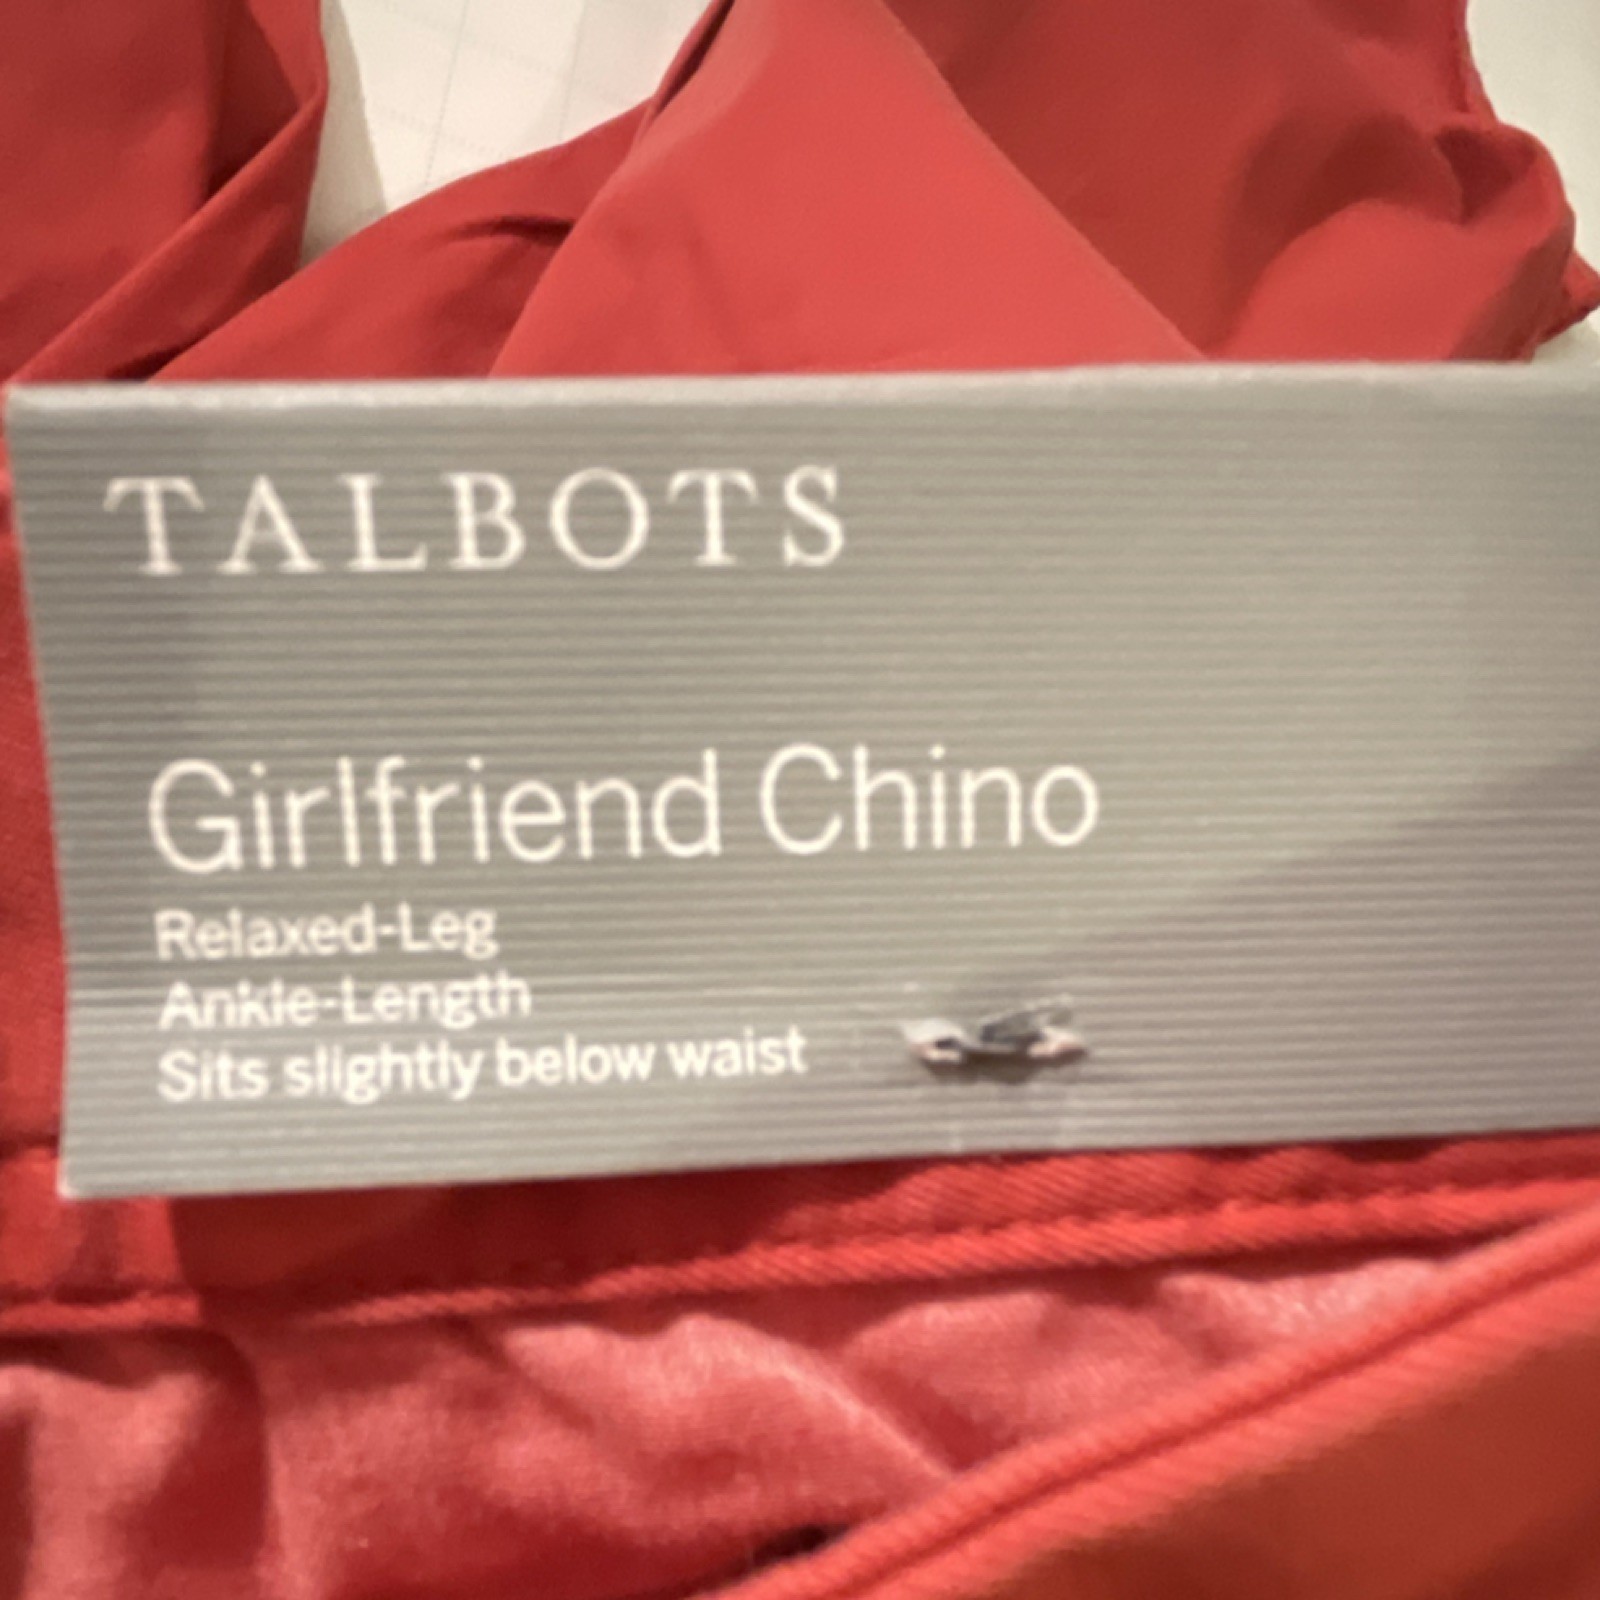 TALBOTS
Girlfriend Chino
Relaxed-Leg
Ankle-Length
Sits slightly below waist